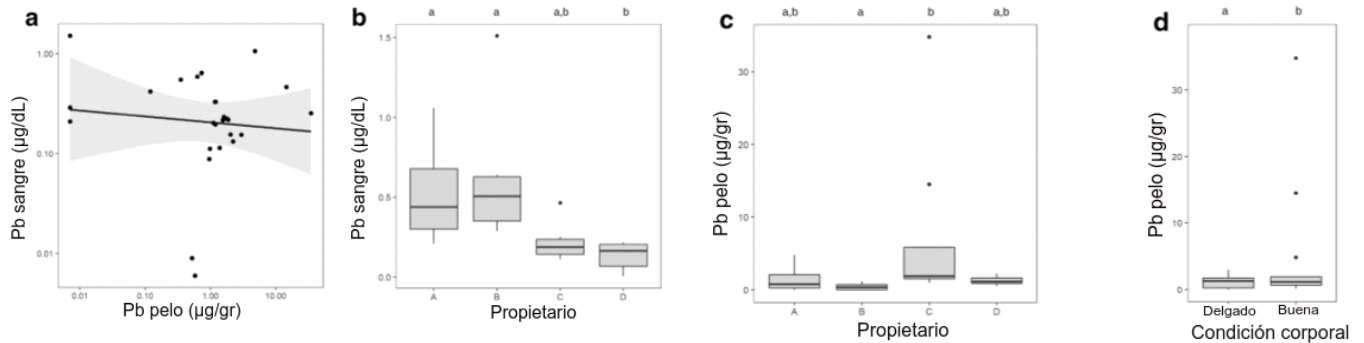 a
Pb sangre (µg/dL)
1.00
0.10
0.01
0.01 0.10 1.00 10.00
Pb pelo (µg/gr)
b
a a a,b b
Pb sangre (µg/dL)
1.5
1.0
0.5
0.0
A B C D
Propietario
c
a,b a b a,b
Pb pelo (µg/gr)
30
20
10
0
A B C D
Propietario
d
a b
Pb pelo (µg/gr)
30
20
10
0
Delgado Buena
Condición corporal